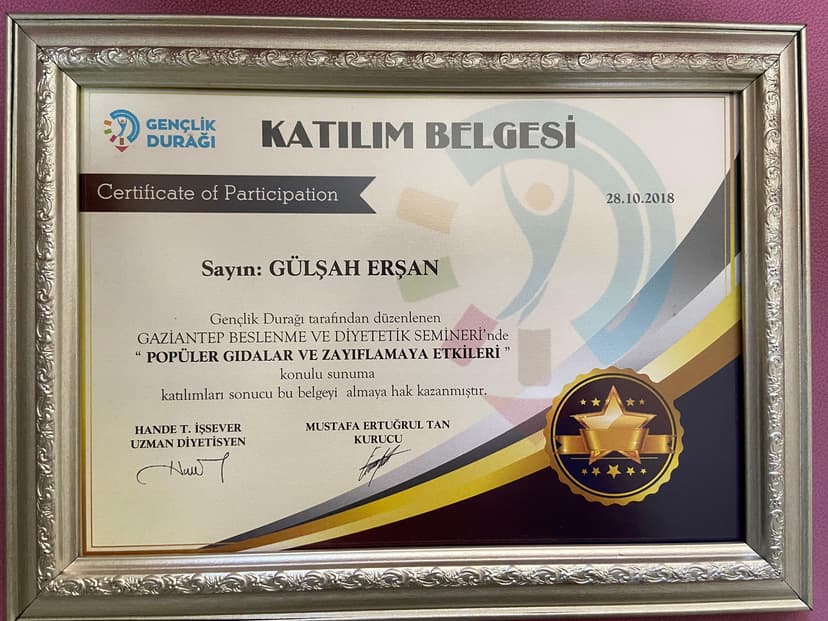 GENÇLİK
DURAĞI
KATILIM BELGESİ
Certificate of Participation
28.10.2018
Sayın: GÜLŞAH ERŞAN
Gençlik Durağı tarafından düzenlenen
GAZİANTEP BESLENME VE DİYETETİK SEMİNERİ'nde
“ POPÜLER GIDALAR VE ZAYIFLAMAYA ETKİLERİ ”
konulu sunuma
katılımları sonucu bu belgeyi almaya hak kazanmıştır.
HANDE T. İŞSEVER
UZMAN DİYETİSYEN
MUSTAFA ERTUĞRUL TAN
KURUCU